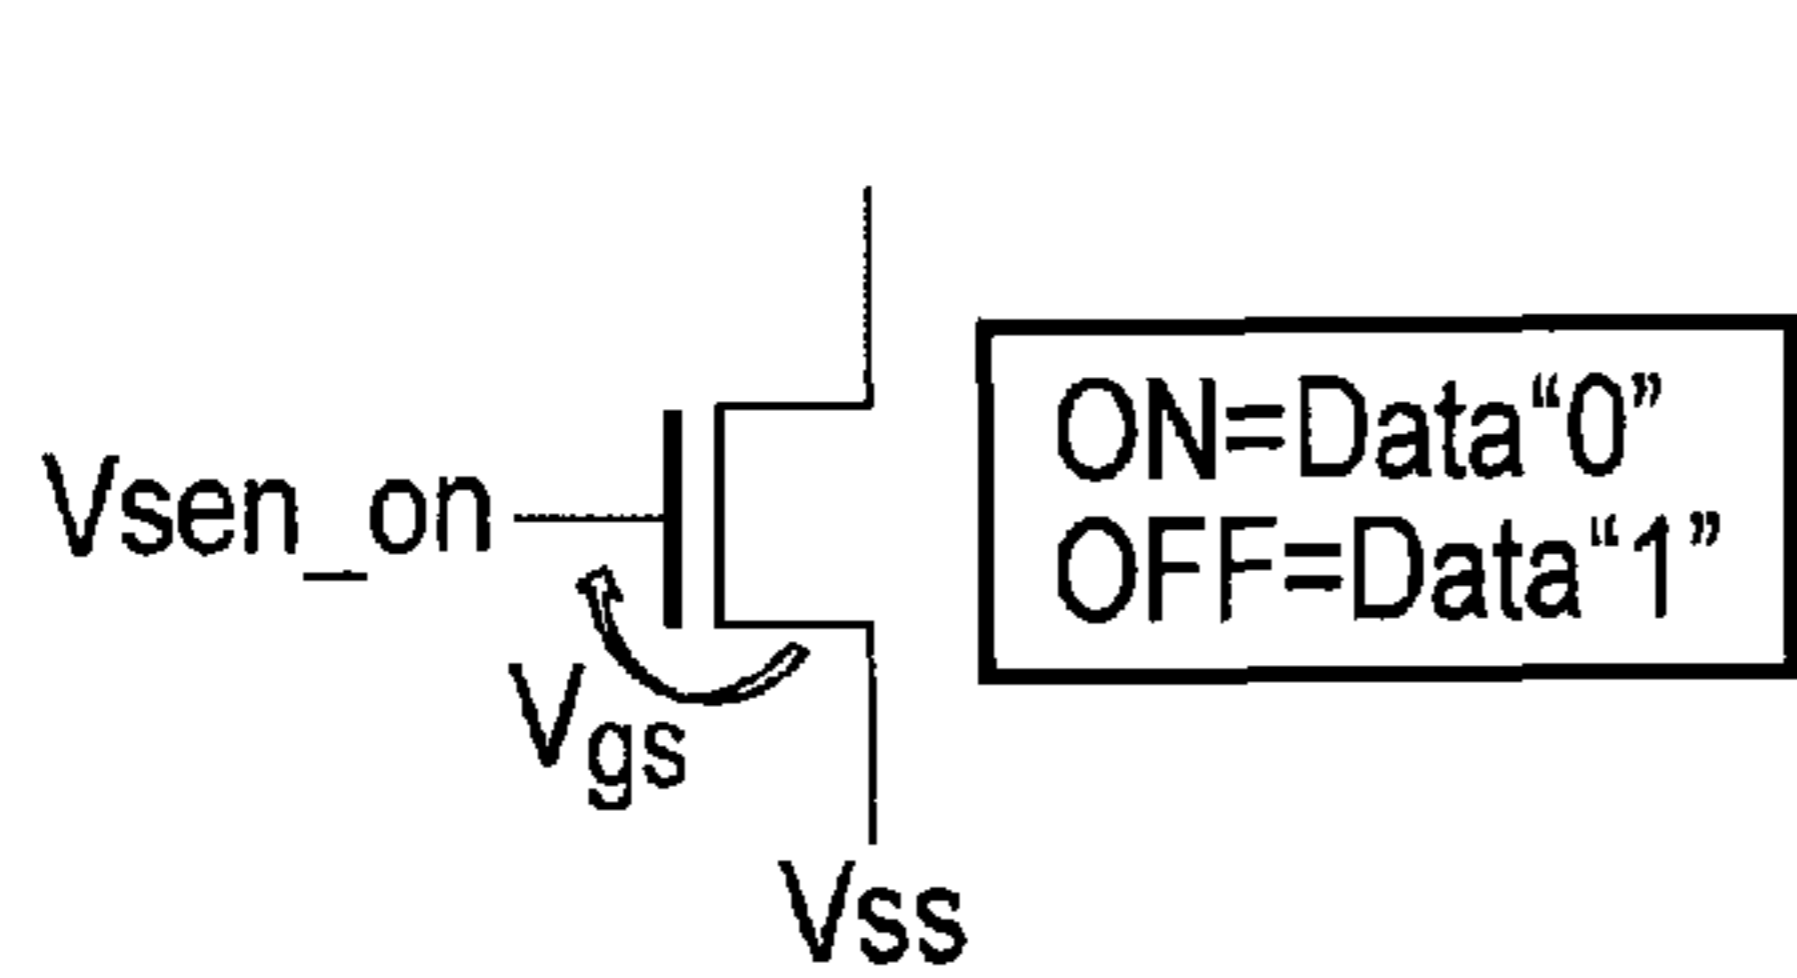 Vsen_on
ON=Data“0”
OFF=Data“1”
Vgs
Vss